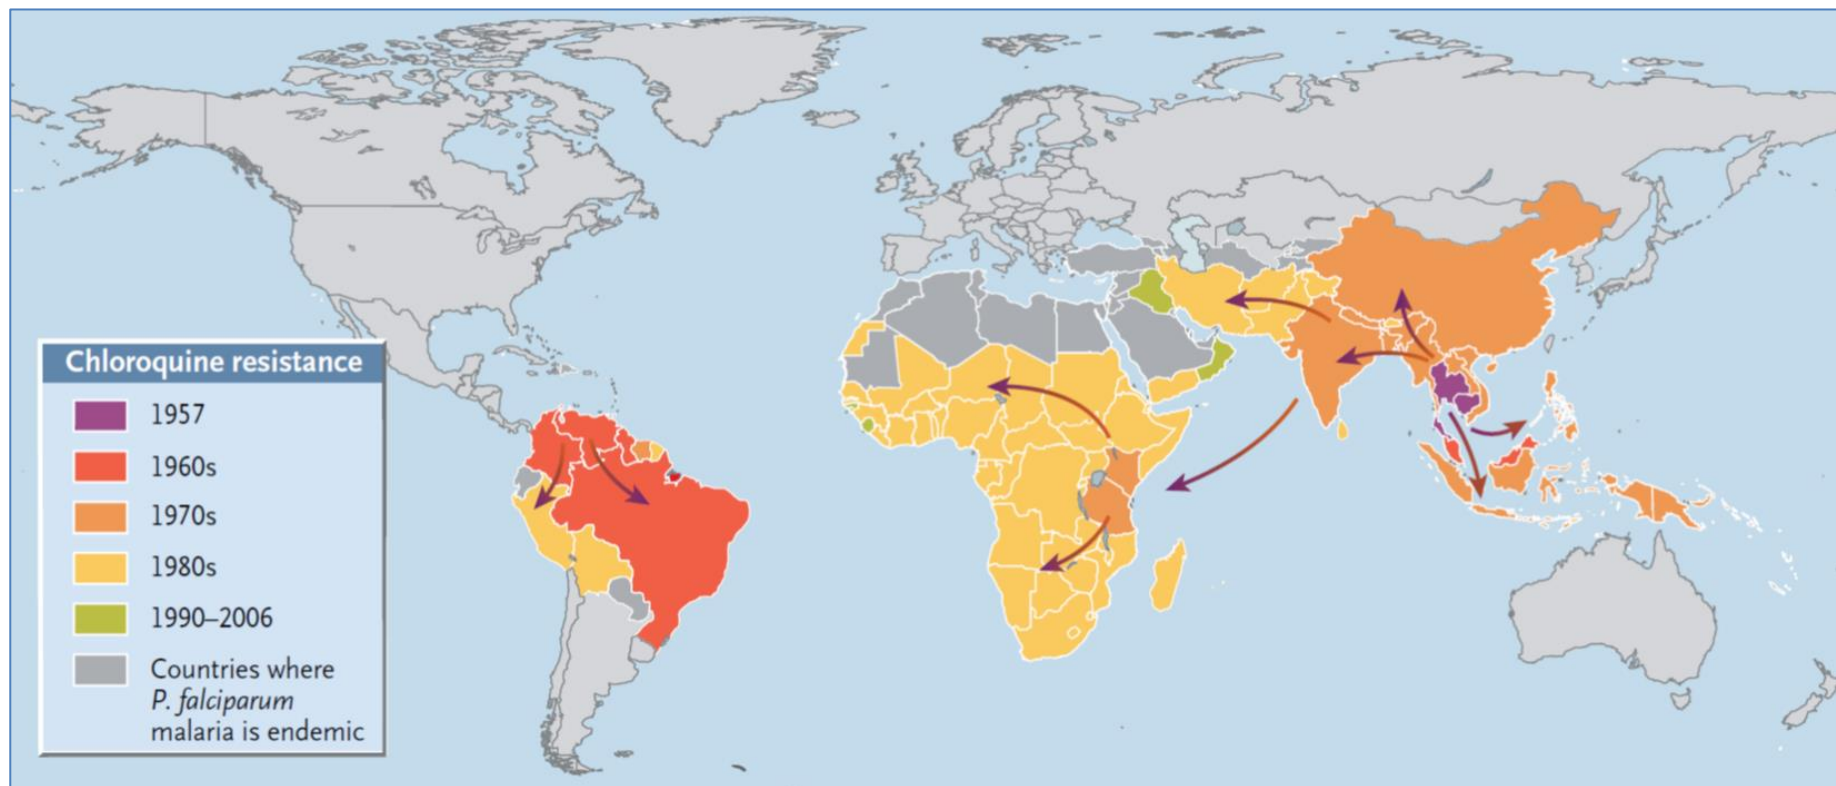 Chloroquine resistance
1957
1960s
1970s
1980s
1990–2006
Countries where
P. falciparum
malaria is endemic